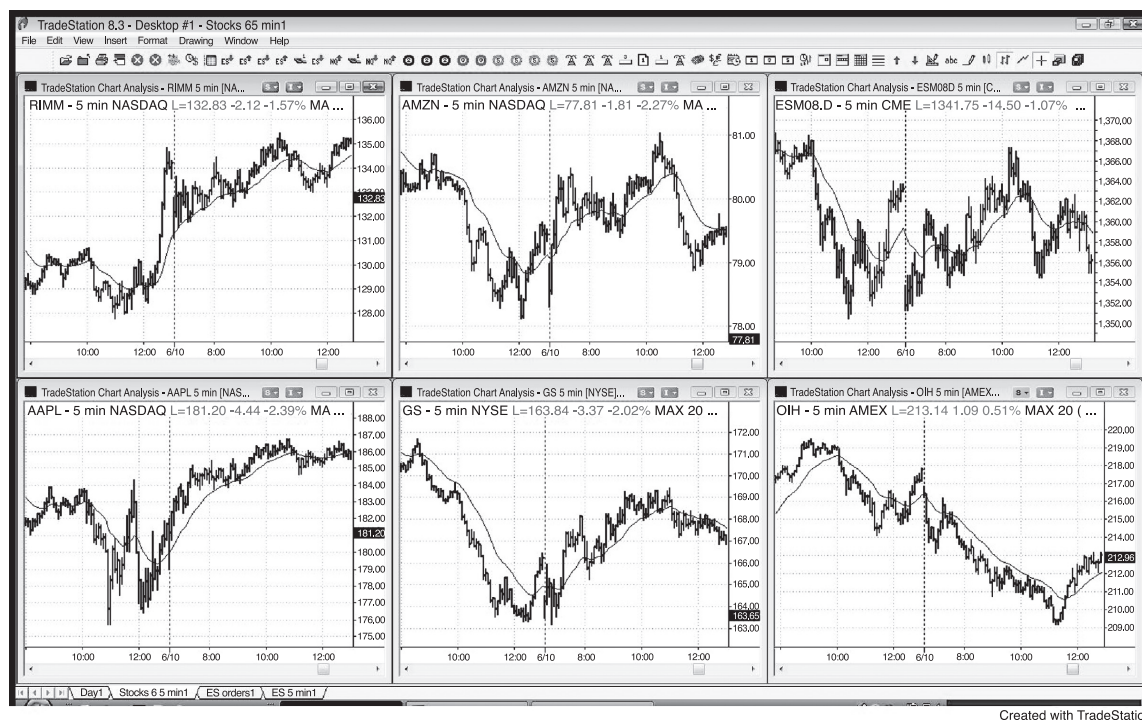 TradeStation 8.3 - Desktop #1 - Stocks 65 min1
File Edit View Insert Format Drawing Window Help
TradeStation Chart Analysis - RIMM 5 min [NA...
RIMM - 5 min NASDAQ L=132.83 -2.12 -1.57% MA ...
136,00
135,00
134,00
133,00
132,83
132,00
131,00
130,00
129,00
128,00
10:00 12:00 6/10 8:00 10:00 12:00
TradeStation Chart Analysis - AMZN 5 min [NA...
AMZN - 5 min NASDAQ L=77.81 -1.81 -2.27% MA ...
81,00
80,00
79,00
78,00
77,81
10:00 12:00 6/10 8:00 10:00 12:00
TradeStation Chart Analysis - ESM08.D 5 min [C...
ESM08.D - 5 min CME L=1341.75 -14.50 -1.07% ...
1,370,00
1,368,00
1,366,00
1,364,00
1,362,00
1,360,00
1,358,00
1,356,00
1,354,00
1,352,00
1,350,00
10:00 12:00 6/10 8:00 10:00 12:00
TradeStation Chart Analysis - AAPL 5 min [NAS...
AAPL - 5 min NASDAQ L=181.20 -4.44 -2.39% MA ...
188,00
187,00
186,00
185,00
184,00
183,00
182,00
181,20
180,00
179,00
178,00
177,00
176,00
175,00
10:00 12:00 6/10 8:00 10:00 12:00
TradeStation Chart Analysis - GS 5 min [NYSE]...
GS - 5 min NYSE L=163.84 -3.37 -2.02% MAX 20 ...
172,00
171,00
170,00
169,00
168,00
167,00
166,00
165,00
164,00
163,65
163,00
10:00 12:00 6/10 8:00 10:00 12:00
TradeStation Chart Analysis - OIH 5 min [AMEX...
OIH - 5 min AMEX L=213.14 1.09 0.51% MAX 20 ( ...
220,00
219,00
218,00
217,00
216,00
215,00
214,00
212,96
212,00
211,00
210,00
209,00
10:00 12:00 6/10 8:00 10:00 12:00
Day1 Stocks 6 5 min1 ES orders1 ES 5 min1
Created with TradeStatio